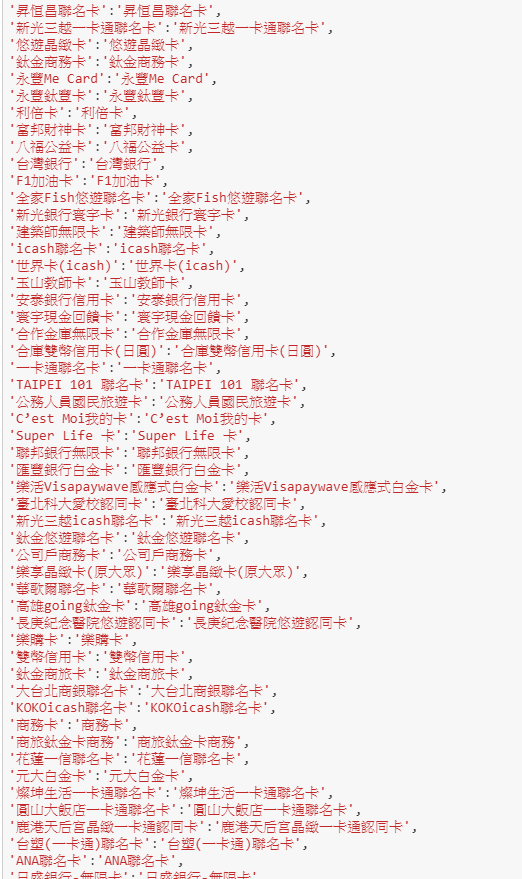 '昇恒昌聯名卡':'昇恒昌聯名卡',
'新光三越一卡通聯名卡':'新光三越一卡通聯名卡',
'悠遊晶緻卡':'悠遊晶緻卡',
'鈦金商務卡':'鈦金商務卡',
'永豐Me Card':'永豐Me Card',
'永豐鈦豐卡':'永豐鈦豐卡',
'利倍卡':'利倍卡',
'富邦財神卡':'富邦財神卡',
'八福公益卡':'八福公益卡',
'台灣銀行':'台灣銀行',
'F1加油卡':'F1加油卡',
'全家Fish悠遊聯名卡':'全家Fish悠遊聯名卡',
'新光銀行寰宇卡':'新光銀行寰宇卡',
'建築師無限卡':'建築師無限卡',
'icash聯名卡':'icash聯名卡',
'世界卡(icash)':'世界卡(icash)',
'玉山教師卡':'玉山教師卡',
'安泰銀行信用卡':'安泰銀行信用卡',
'寰宇現金回饋卡':'寰宇現金回饋卡',
'合作金庫無限卡':'合作金庫無限卡',
'合庫雙幣信用卡(日圓)':'合庫雙幣信用卡(日圓)',
'一卡通聯名卡':'一卡通聯名卡',
'TAIPEI 101 聯名卡':'TAIPEI 101 聯名卡',
'公務人員國民旅遊卡':'公務人員國民旅遊卡',
'C’est Moi我的卡':'C’est Moi我的卡',
'Super Life 卡':'Super Life 卡',
'聯邦銀行無限卡':'聯邦銀行無限卡',
'匯豐銀行白金卡':'匯豐銀行白金卡',
'樂活Visapaywave感應式白金卡':'樂活Visapaywave感應式白金卡',
'臺北科大愛校認同卡':'臺北科大愛校認同卡',
'新光三越icash聯名卡':'新光三越icash聯名卡',
'鈦金悠遊聯名卡':'鈦金悠遊聯名卡',
'公司戶商務卡':'公司戶商務卡',
'樂享晶緻卡(原大眾)':'樂享晶緻卡(原大眾)',
'華歌爾聯名卡':'華歌爾聯名卡',
'高雄going鈦金卡':'高雄going鈦金卡',
'長庚紀念醫院悠遊認同卡':'長庚紀念醫院悠遊認同卡',
'樂購卡':'樂購卡',
'雙幣信用卡':'雙幣信用卡',
'鈦金商旅卡':'鈦金商旅卡',
'大台北商銀聯名卡':'大台北商銀聯名卡',
'KOKOicash聯名卡':'KOKOicash聯名卡',
'商務卡':'商務卡',
'商旅鈦金卡商務':'商旅鈦金卡商務',
'花蓮一信聯名卡':'花蓮一信聯名卡',
'元大白金卡':'元大白金卡',
'燦坤生活一卡通聯名卡':'燦坤生活一卡通聯名卡',
'圓山大飯店一卡通聯名卡':'圓山大飯店一卡通聯名卡',
'鹿港天后宮晶緻一卡通認同卡':'鹿港天后宮晶緻一卡通認同卡',
'台塑(一卡通)聯名卡':'台塑(一卡通)聯名卡',
'ANA聯名卡':'ANA聯名卡',
'日盛銀行-無限卡':'日盛銀行-無限卡'